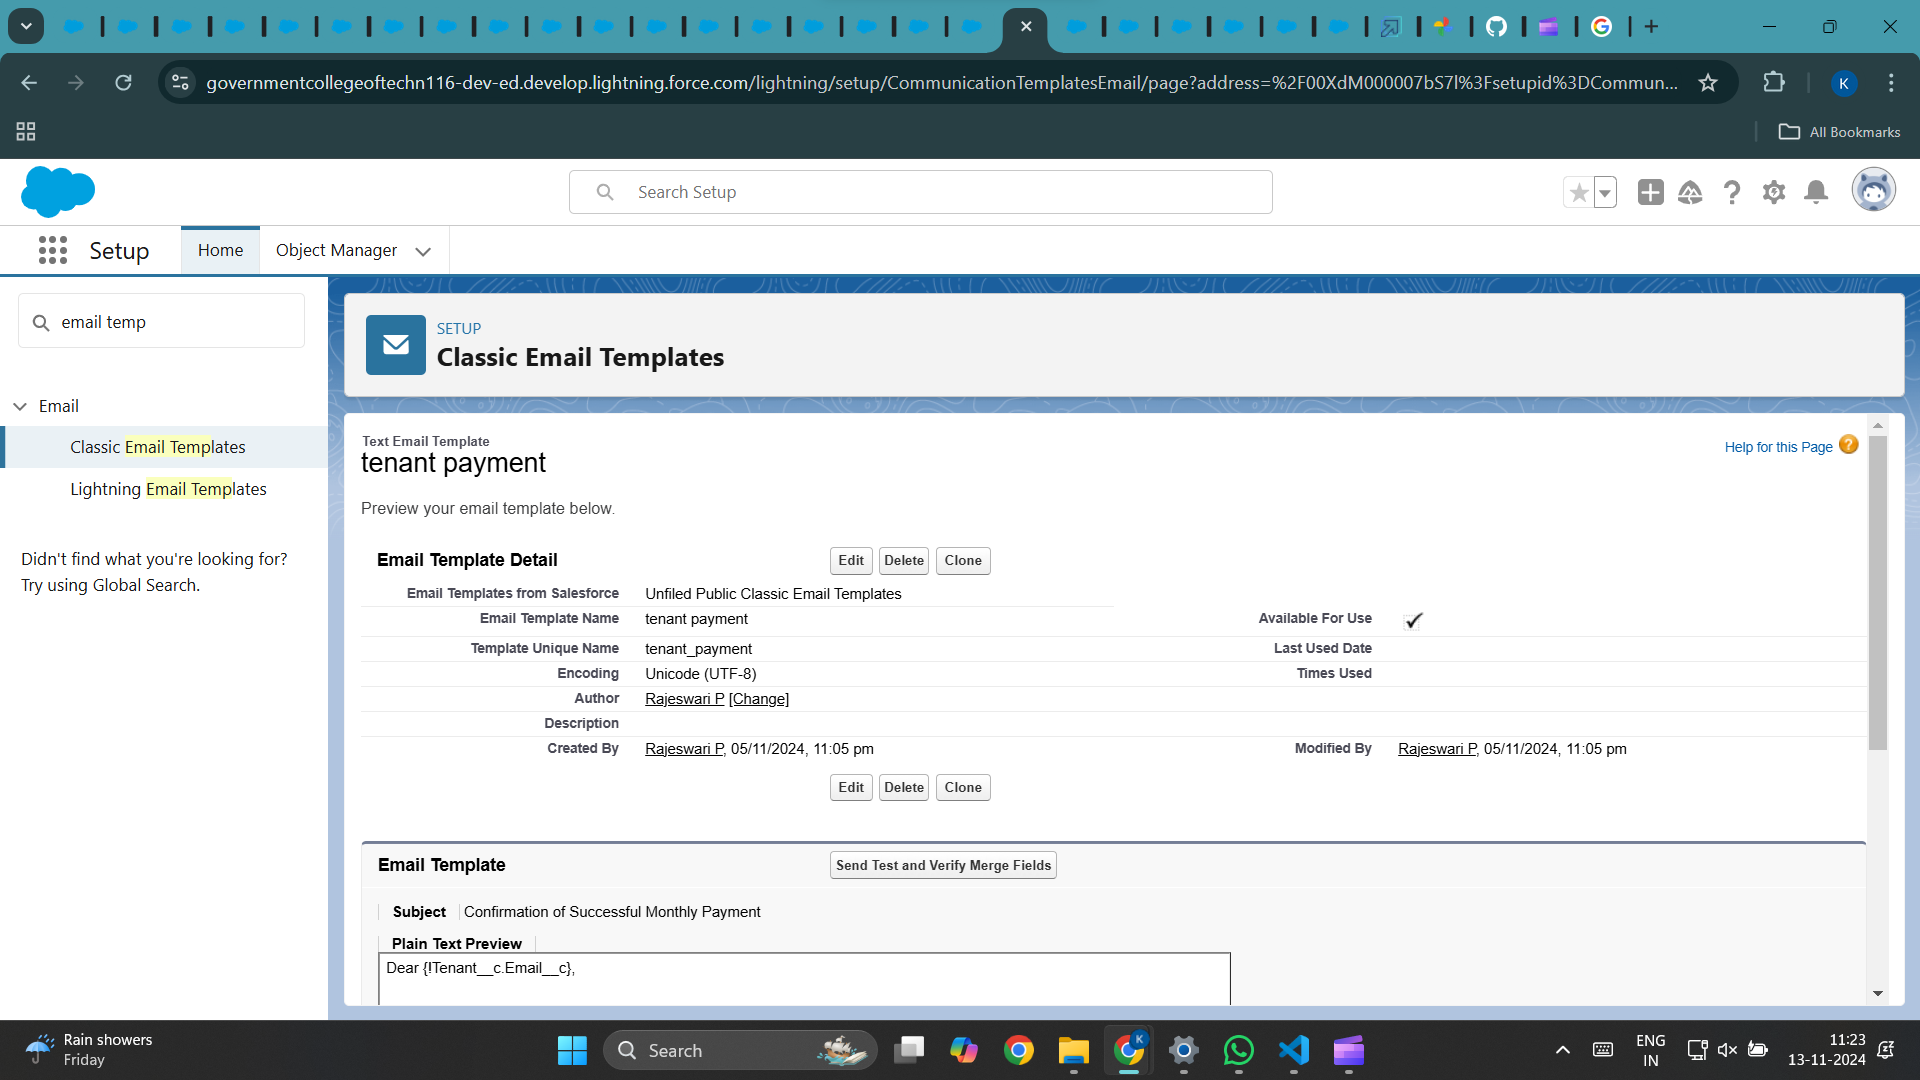 governmentcollegeoftechn116-dev-ed.develop.lightning.force.com/lightning/setup/CommunicationTemplatesEmail/page?address=%2F00XdM000007bS7l%3Fsetupid%3DCommun...
K
All Bookmarks
Search Setup
Setup
Home
Object Manager
email temp
Email
Classic Email Templates
Lightning Email Templates
Didn't find what you're looking for?
Try using Global Search.
SETUP
Classic Email Templates
Text Email Template
tenant payment
Help for this Page
Preview your email template below.
Email Template Detail
Edit Delete Clone
Email Templates from Salesforce Unfiled Public Classic Email Templates
Email Template Name tenant payment Available For Use
Template Unique Name tenant_payment Last Used Date
Encoding Unicode (UTF-8) Times Used
Author Rajeswari P [Change]
Description
Created By Rajeswari P, 05/11/2024, 11:05 pm Modified By Rajeswari P, 05/11/2024, 11:05 pm
Edit Delete Clone
Email Template
Send Test and Verify Merge Fields
Subject Confirmation of Successful Monthly Payment
Plain Text Preview
Dear {!Tenant__c.Email__c},
Rain showers
Friday
Search
K
ENG
IN
11:23
13-11-2024